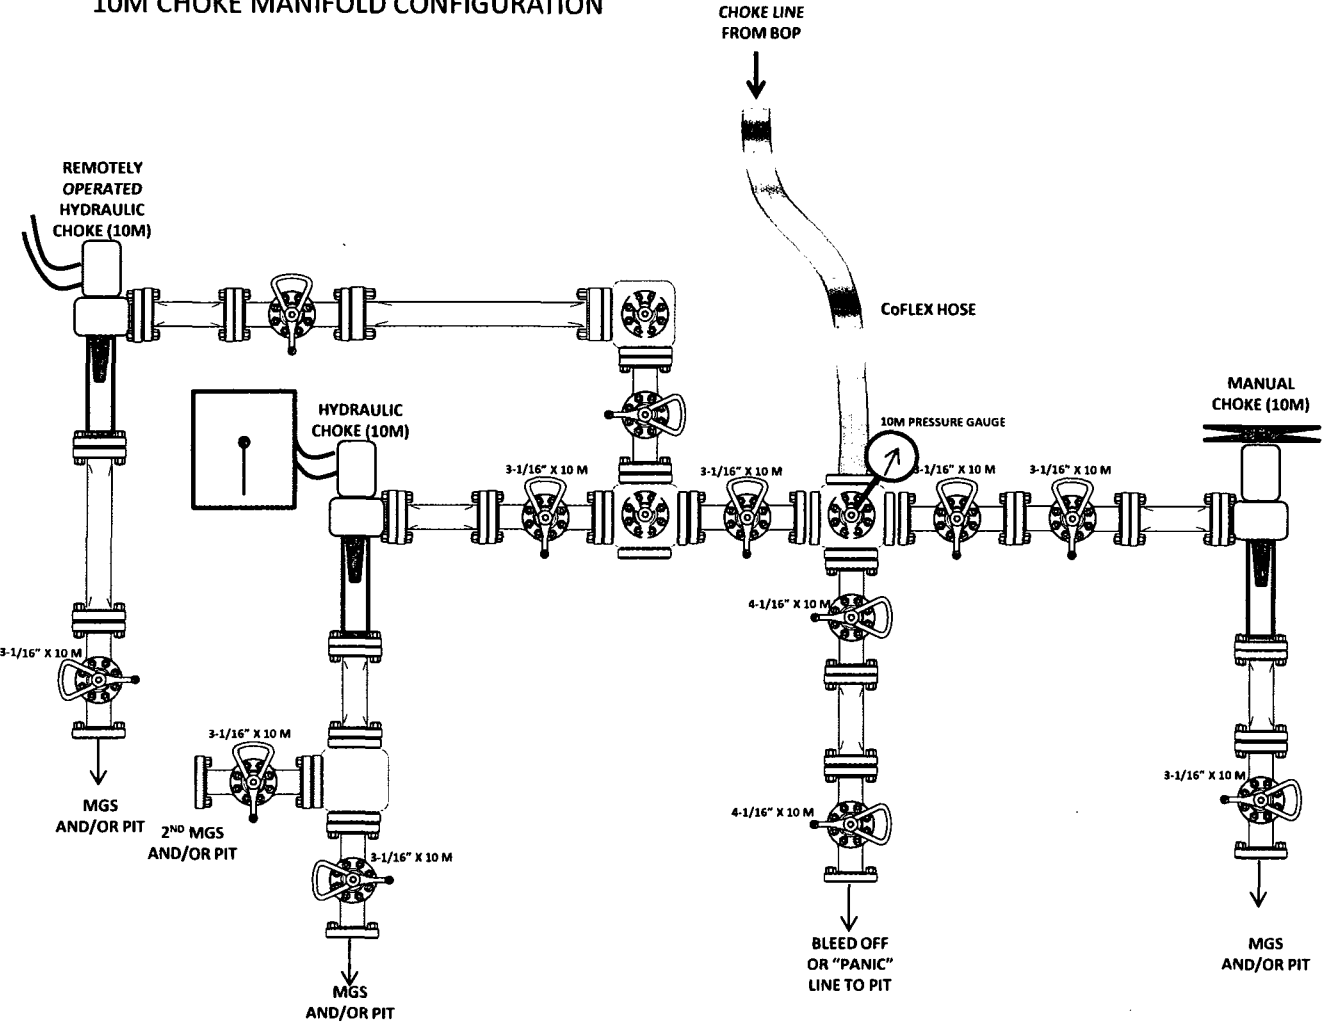 10M CHOKE MANIFOLD CONFIGURATION
CHOKE LINE
FROM BOP
REMOTELY
OPERATED
HYDRAULIC
CHOKE (10M)
CoFLEX HOSE
MANUAL
CHOKE (10M)
HYDRAULIC
CHOKE (10M)
10M PRESSURE GAUGE
3-1/16" X 10 M
3-1/16" X 10 M
3-1/16" X 10 M
3-1/16" X 10 M
4-1/16" X 10 M
3-1/16" X 10 M
3-1/16" X 10 M
3-1/16" X 10 M
4-1/16" X 10 M
MGS
AND/OR PIT
2ND MGS
AND/OR PIT
3-1/16" X 10 M
BLEED OFF
OR "PANIC"
LINE TO PIT
MGS
AND/OR PIT
MGS
AND/OR PIT